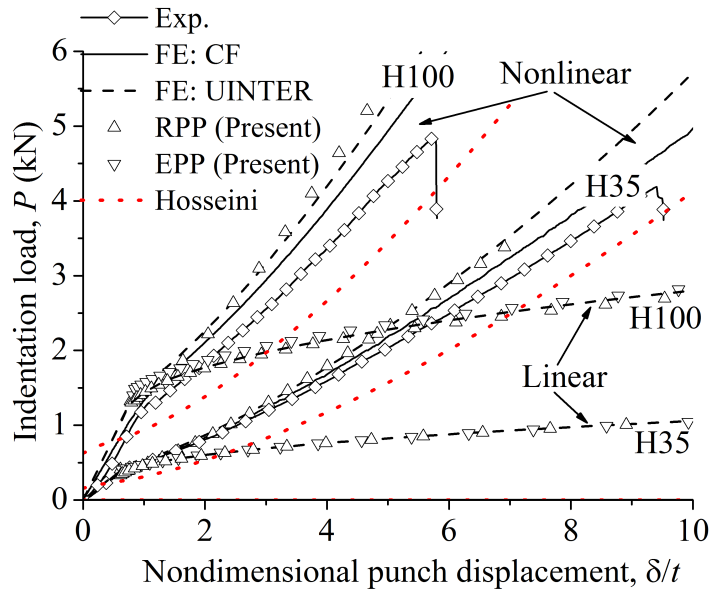 Exp.
FE: CF
FE: UINTER
RPP (Present)
EPP (Present)
Hosseini
H100
Nonlinear
H35
H100
Linear
H35
6
5
4
3
2
1
0
0 2 4 6 8 10
Indentation load, P (kN)
Nondimensional punch displacement, δ/t